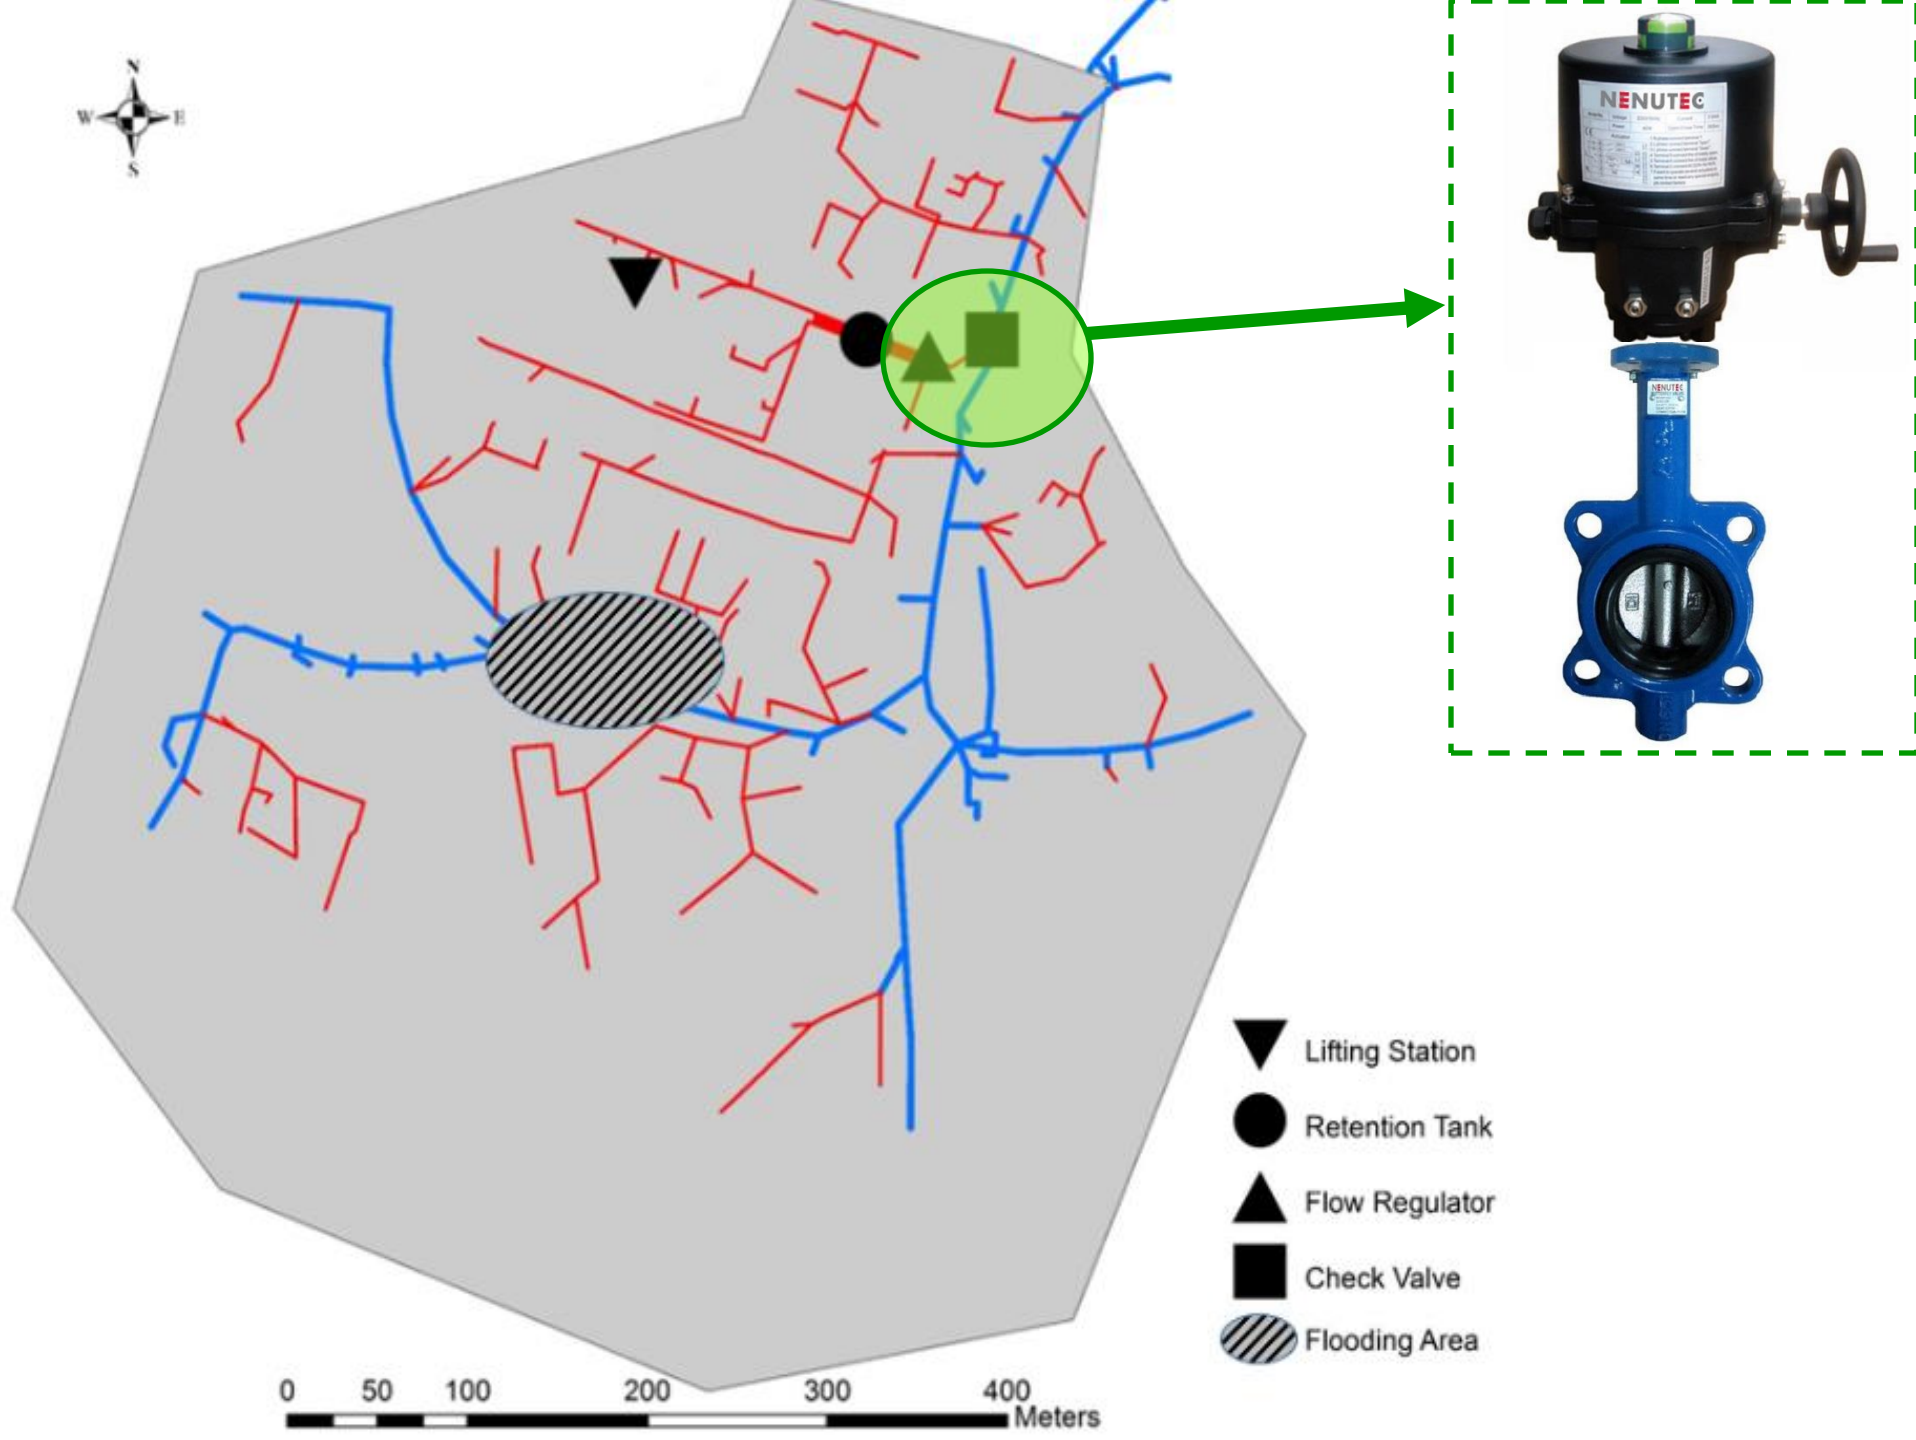 N
W E
S
NENUTEC
NENUTEC
Lifting Station
Retention Tank
Flow Regulator
Check Valve
Flooding Area
0 50 100 200 300 400
Meters